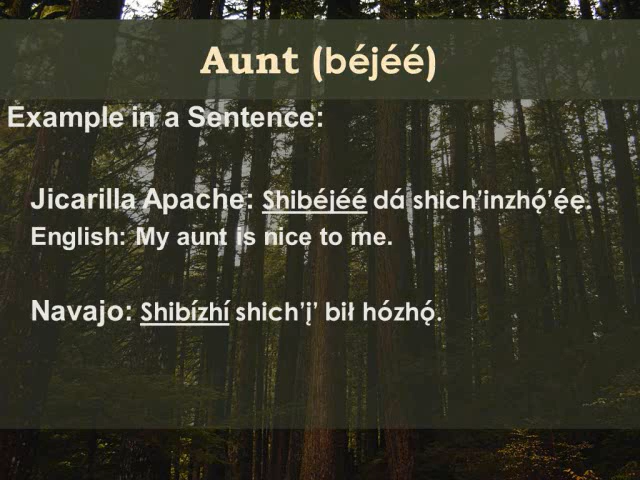 Aunt (béjéé)
Example in a Sentence:
Jicarilla Apache: Shibéjéé dá shich’inzhǫ́’ę́ę.
English: My aunt is nice to me.
Navajo: Shibízhí shich’į’ bił hózhǫ́.